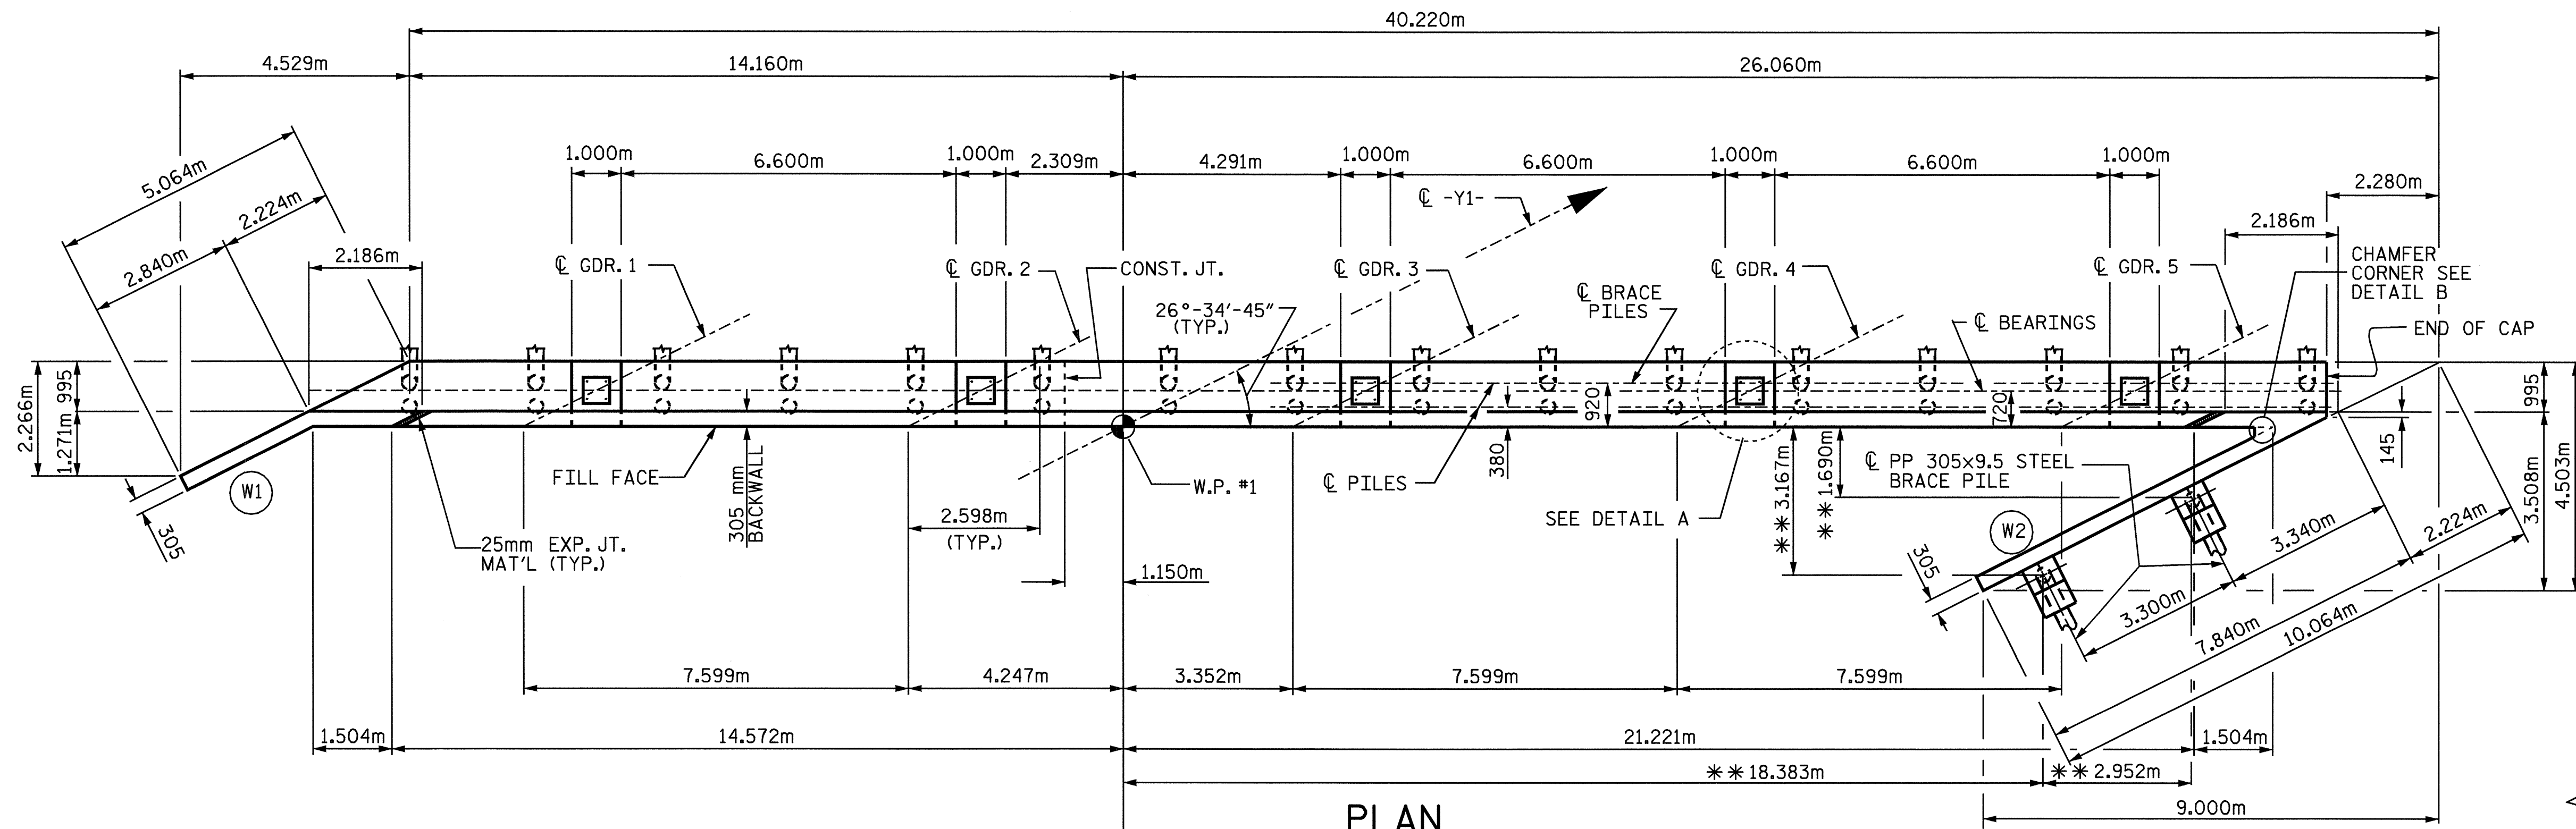 40.220m
4.529m
14.160m
26.060m
1.000m
6.600m
1.000m
2.309m
4.291m
1.000m
6.600m
1.000m
6.600m
1.000m
5.064m
2.224m
2.840m
2.186m
2.280m
2.186m
℄ -Y1-
℄ GDR. 1
℄ GDR. 2
CONST. JT.
℄ GDR. 3
℄ GDR. 4
℄ GDR. 5
CHAMFER
CORNER SEE
DETAIL B
26°-34'-45"
(TYP.)
℄ BRACE
PILES
℄ BEARINGS
END OF CAP
2.266m
995
1.271m
920
720
995
145
3.508m
4.503m
W1
305
FILL FACE
305 mm
BACKWALL
W.P. #1
℄ PILES
380
SEE DETAIL A
**3.167m
**1.690m
℄ PP 305x9.5 STEEL
BRACE PILE
W2
305
25mm EXP. JT.
MAT'L (TYP.)
2.598m
(TYP.)
1.150m
3.340m
2.224m
3.300m
7.840m
10.064m
7.599m
4.247m
3.352m
7.599m
7.599m
1.504m
14.572m
21.221m
1.504m
**18.383m
**2.952m
9.000m
PLAN